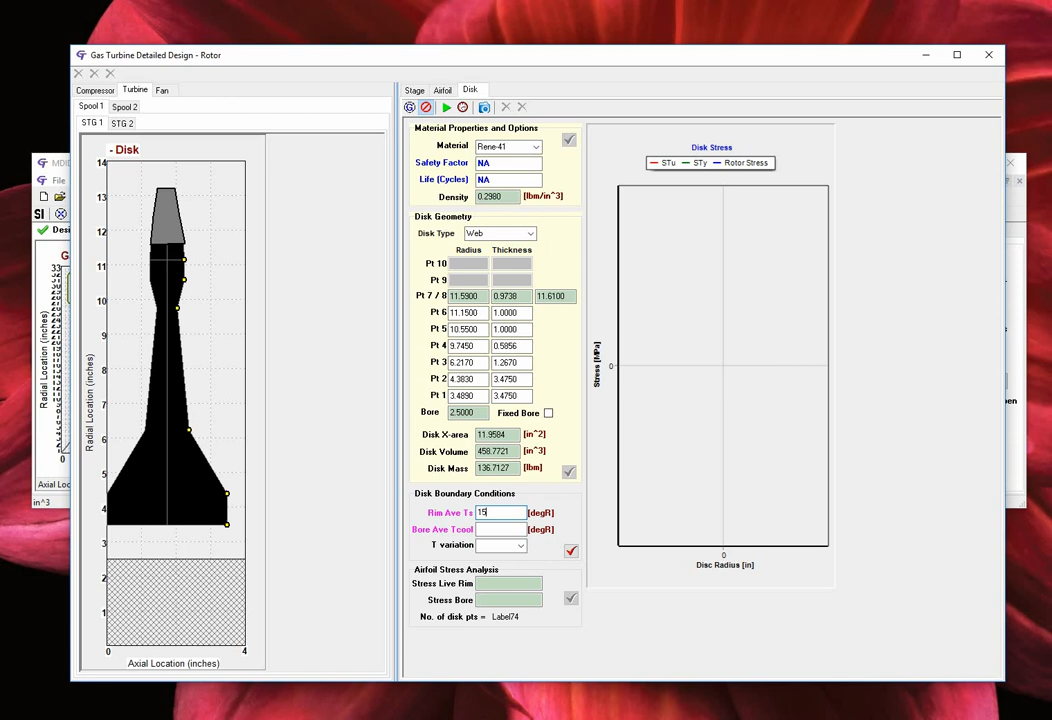 Gas Turbine Detailed Design - Rotor
Compressor Turbine Fan
Spool 1 Spool 2
STG 1 STG 2
- Disk
14
13
12
11
10
9
8
7
6
5
4
3
2
1
0 4
Radial Location (inches)
Axial Location (inches)
Stage Airfoil Disk
Material Properties and Options
Material Rene-41
Safety Factor NA
Life (Cycles) NA
Density 0.2980 [lbm/in^3]
Disk Geometry
Disk Type Web
Radius Thickness
Pt 10
Pt 9
Pt 7 / 8 11.5900 0.9738 11.6100
Pt 6 11.1500 1.0000
Pt 5 10.5500 1.0000
Pt 4 9.7450 0.5856
Pt 3 6.2170 1.2670
Pt 2 4.3830 3.4750
Pt 1 3.4890 3.4750
Bore 2.5000 Fixed Bore
Disk X-area 11.9584 [in^2]
Disk Volume 458.7721 [in^3]
Disk Mass 136.7127 [lbm]
Disk Boundary Conditions
Rim Ave Ts 15 [degR]
Bore Ave Tcool [degR]
T variation
Airfoil Stress Analysis
Stress Live Rim
Stress Bore
No. of disk pts = Label74
Disk Stress
STu STy Rotor Stress
Stress [MPa]
0
0
Disc Radius [in]
MDID
File
SI
Desi
G
33
Radial Location (inches)
0
Axial Loc
in^3
pen